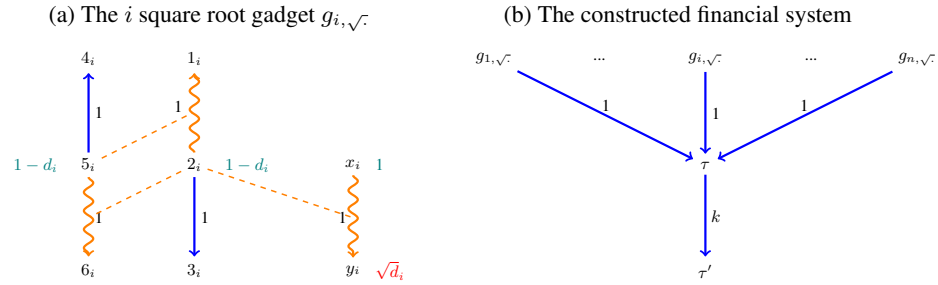 (a) The i square root gadget g_{i,√.}
4_i 1_i
1 1
1 − d_i 5_i 2_i 1 − d_i x_i 1
1 1 1
6_i 3_i y_i √d_i
(b) The constructed financial system
g_{1,√.} ... g_{i,√.} ... g_{n,√.}
1 1 1
τ
k
τ′